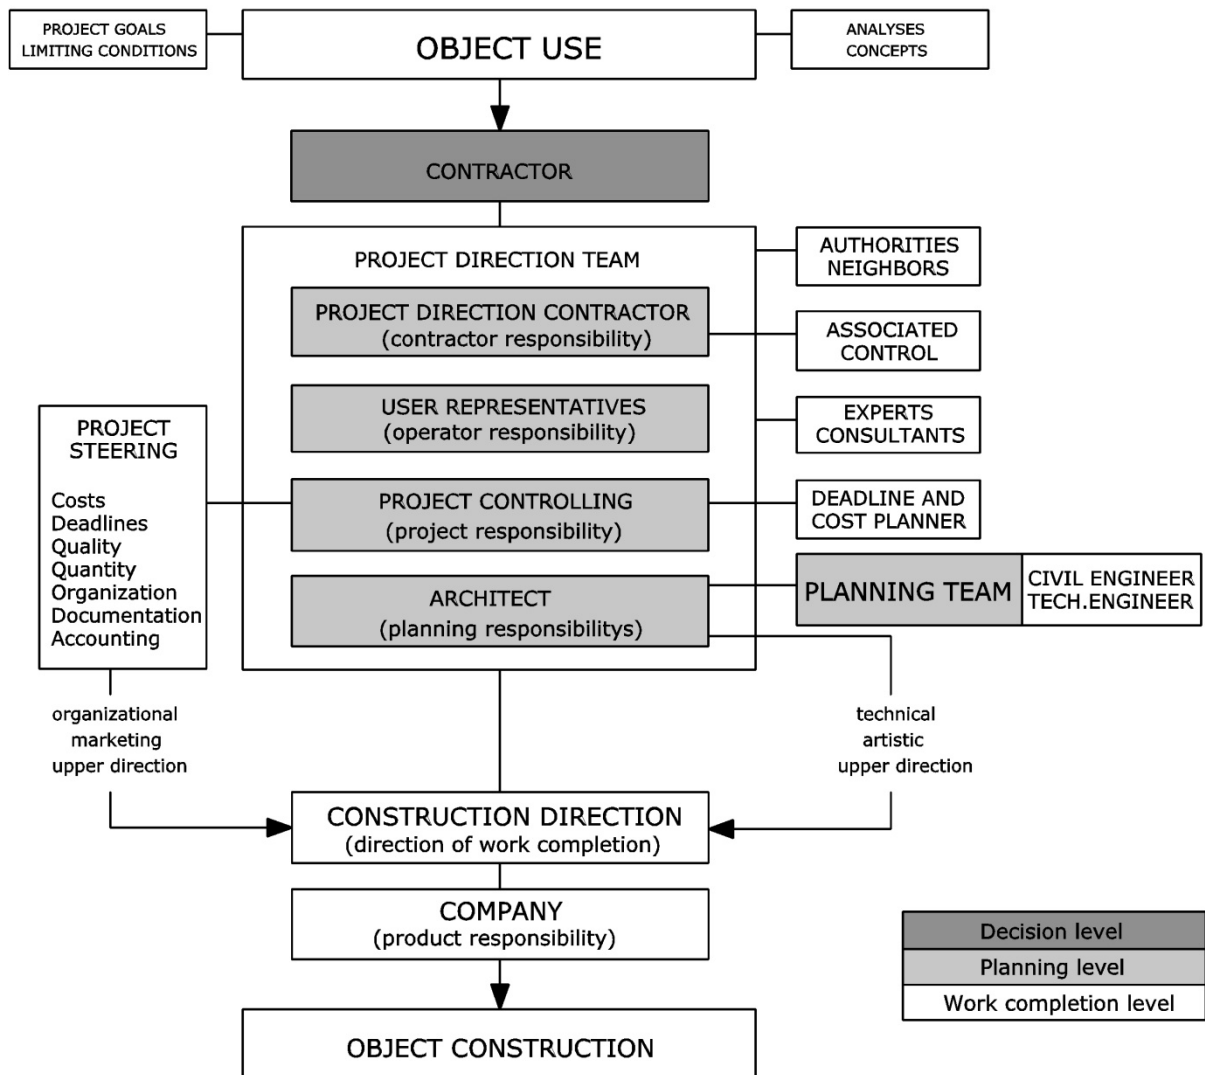 PROJECT GOALS
LIMITING CONDITIONS
OBJECT USE
ANALYSES
CONCEPTS
CONTRACTOR
PROJECT DIRECTION TEAM
AUTHORITIES
NEIGHBORS
PROJECT DIRECTION CONTRACTOR
(contractor responsibility)
ASSOCIATED
CONTROL
USER REPRESENTATIVES
(operator responsibility)
EXPERTS
CONSULTANTS
PROJECT
STEERING
Costs
Deadlines
Quality
Quantity
Organization
Documentation
Accounting
PROJECT CONTROLLING
(project responsibility)
DEADLINE AND
COST PLANNER
ARCHITECT
(planning responsibilitys)
PLANNING TEAM
CIVIL ENGINEER
TECH.ENGINEER
organizational
marketing
upper direction
technical
artistic
upper direction
CONSTRUCTION DIRECTION
(direction of work completion)
COMPANY
(product responsibility)
OBJECT CONSTRUCTION
Decision level
Planning level
Work completion level